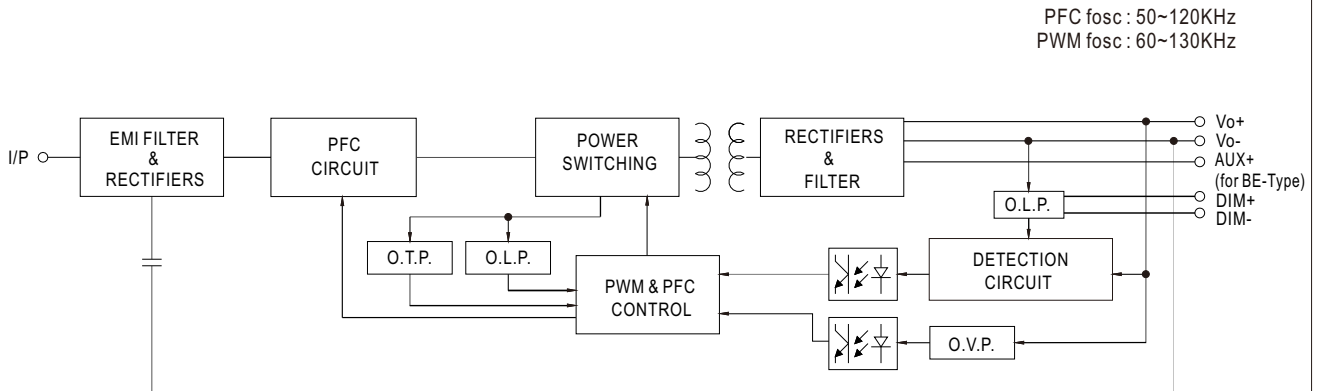 PFC fosc : 50~120KHz
PWM fosc : 60~130KHz
I/P
EMI FILTER
&
RECTIFIERS
PFC
CIRCUIT
POWER
SWITCHING
RECTIFIERS
&
FILTER
Vo+
Vo-
AUX+
(for BE-Type)
DIM+
DIM-
O.L.P.
O.T.P.
O.L.P.
PWM & PFC
CONTROL
DETECTION
CIRCUIT
O.V.P.